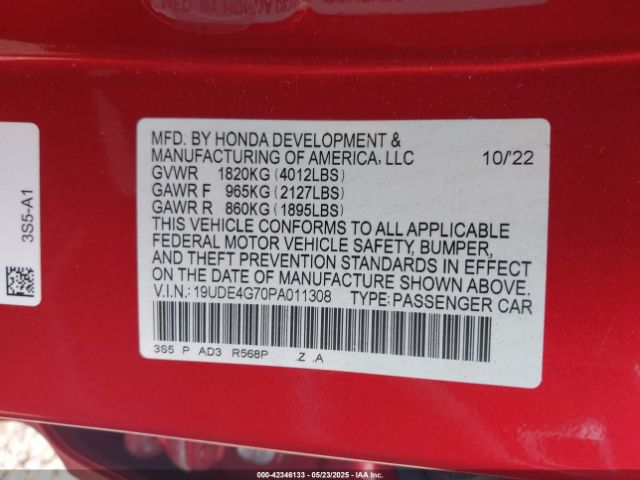 MFD. BY HONDA DEVELOPMENT &
MANUFACTURING OF AMERICA, LLC 10/'22
GVWR 1820KG (4012LBS)
GAWR F 965KG (2127LBS)
GAWR R 860KG (1895LBS)
THIS VEHICLE CONFORMS TO ALL APPLICABLE
FEDERAL MOTOR VEHICLE SAFETY, BUMPER,
AND THEFT PREVENTION STANDARDS IN EFFECT
ON THE DATE OF MANUFACTURE SHOWN ABOVE.
V.I.N.: 19UDE4G70PA011308 TYPE: PASSENGER CAR
3S5 P AD3 R568P .Z .A
3S5-A1
000-42346133 - 05/23/2025 - IAAI.COM